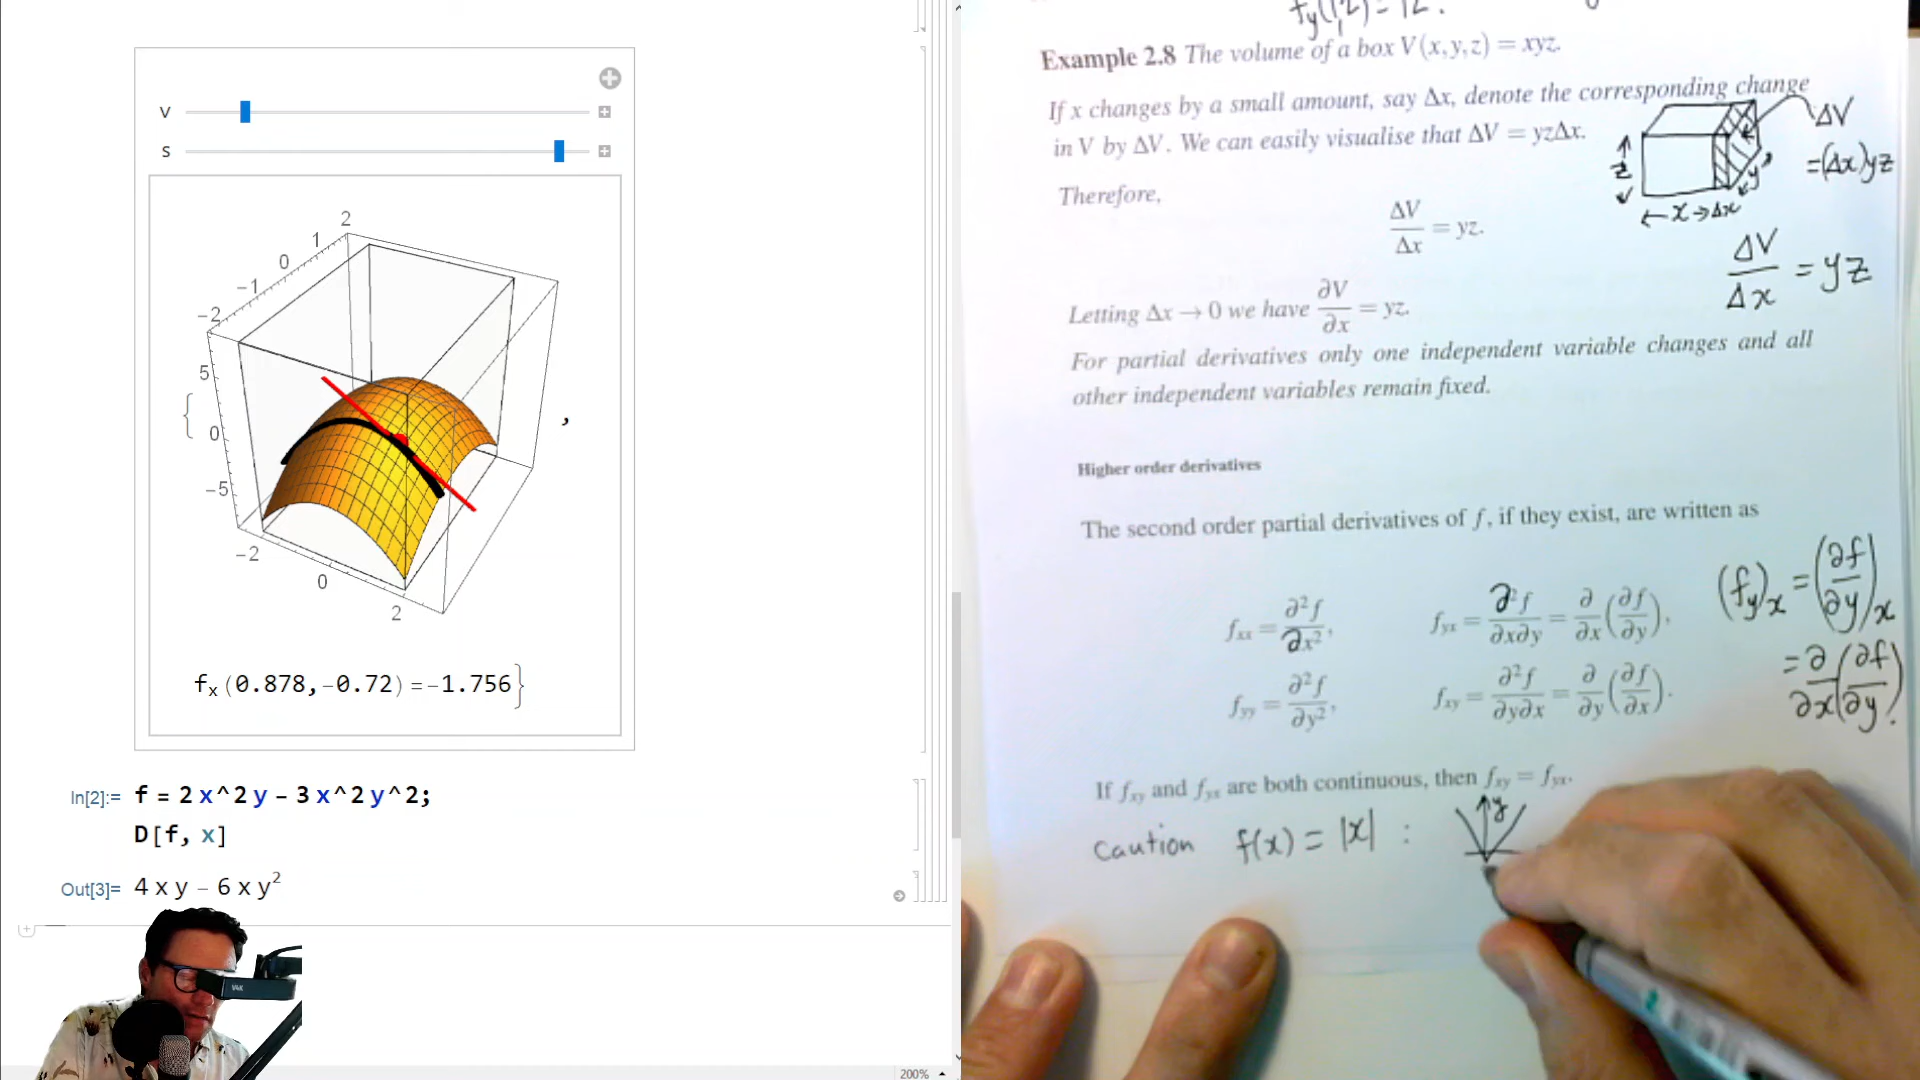 V
S
2
1
0
-1
-2
5
0
-5
-2
0
2
{ ,
fx(0.878,-0.72)=-1.756}
In[2]:= f = 2 x^2 y - 3 x^2 y^2;
D[f, x]
Out[3]= 4 x y - 6 x y²
V4K
200%
fy(1,2) = 12.
Example 2.8 The volume of a box V(x,y,z) = xyz.
If x changes by a small amount, say Δx, denote the corresponding change
in V by ΔV. We can easily visualise that ΔV = yzΔx.
ΔV
=(Δx)yz
z
y
x → Δx
Therefore,
ΔV/Δx = yz.
ΔV/Δx = yz
Letting Δx → 0 we have ∂V/∂x = yz.
For partial derivatives only one independent variable changes and all
other independent variables remain fixed.
Higher order derivatives
The second order partial derivatives of f, if they exist, are written as
fxx = ∂²f/∂x², fyx = ∂²f/∂x∂y = ∂/∂x (∂f/∂y), (fy)x = (∂f/∂y)x
fyy = ∂²f/∂y², fxy = ∂²f/∂y∂x = ∂/∂y (∂f/∂x). = ∂/∂x (∂f/∂y).
If fxy and fyx are both continuous, then fxy = fyx.
Caution f(x) = |x| : y